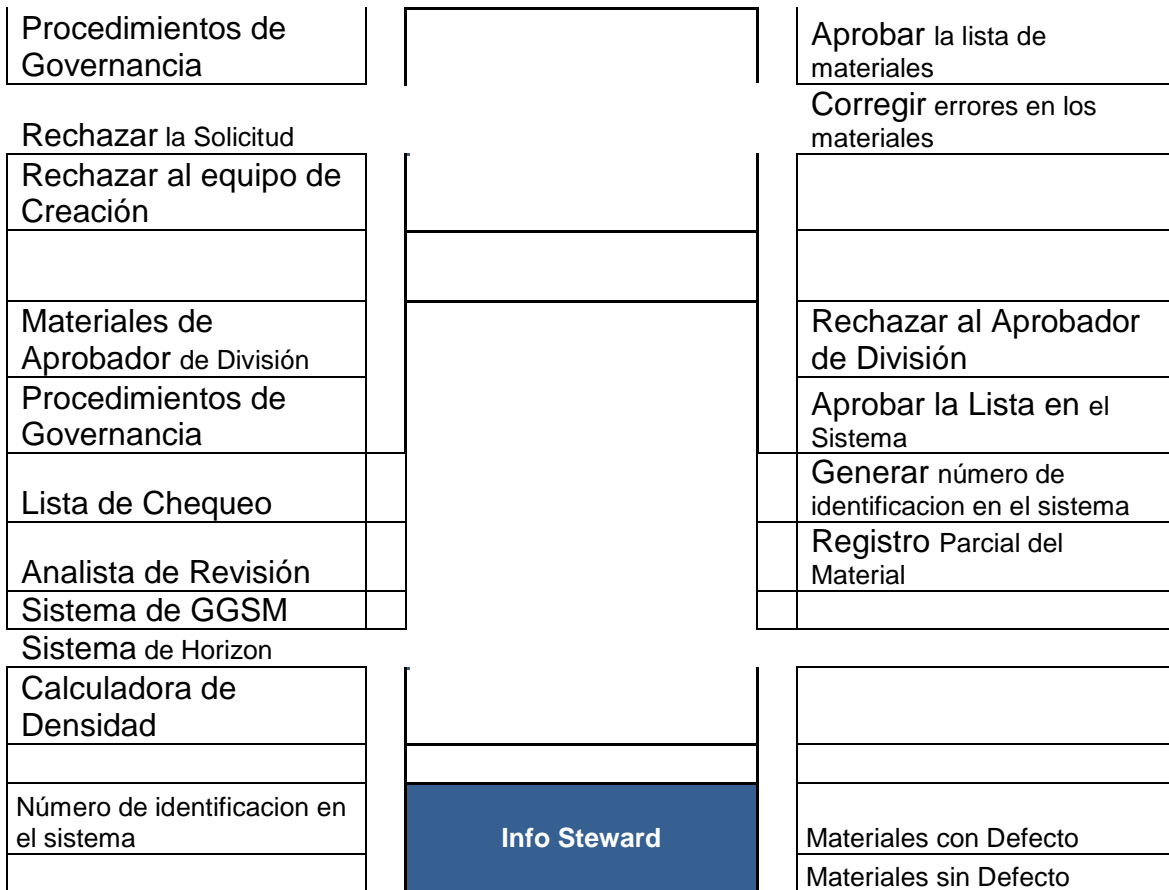 Procedimientos de
Governancia
Aprobar la lista de
materiales
Rechazar la Solicitud
Corregir errores en los
materiales
Rechazar al equipo de
Creación
Materiales de
Aprobador de División
Rechazar al Aprobador
de División
Procedimientos de
Governancia
Aprobar la Lista en el
Sistema
Lista de Chequeo
Generar número de
identificacion en el sistema
Analista de Revisión
Registro Parcial del
Material
Sistema de GGSM
Sistema de Horizon
Calculadora de
Densidad
Número de identificacion en
el sistema
Info Steward
Materiales con Defecto
Materiales sin Defecto